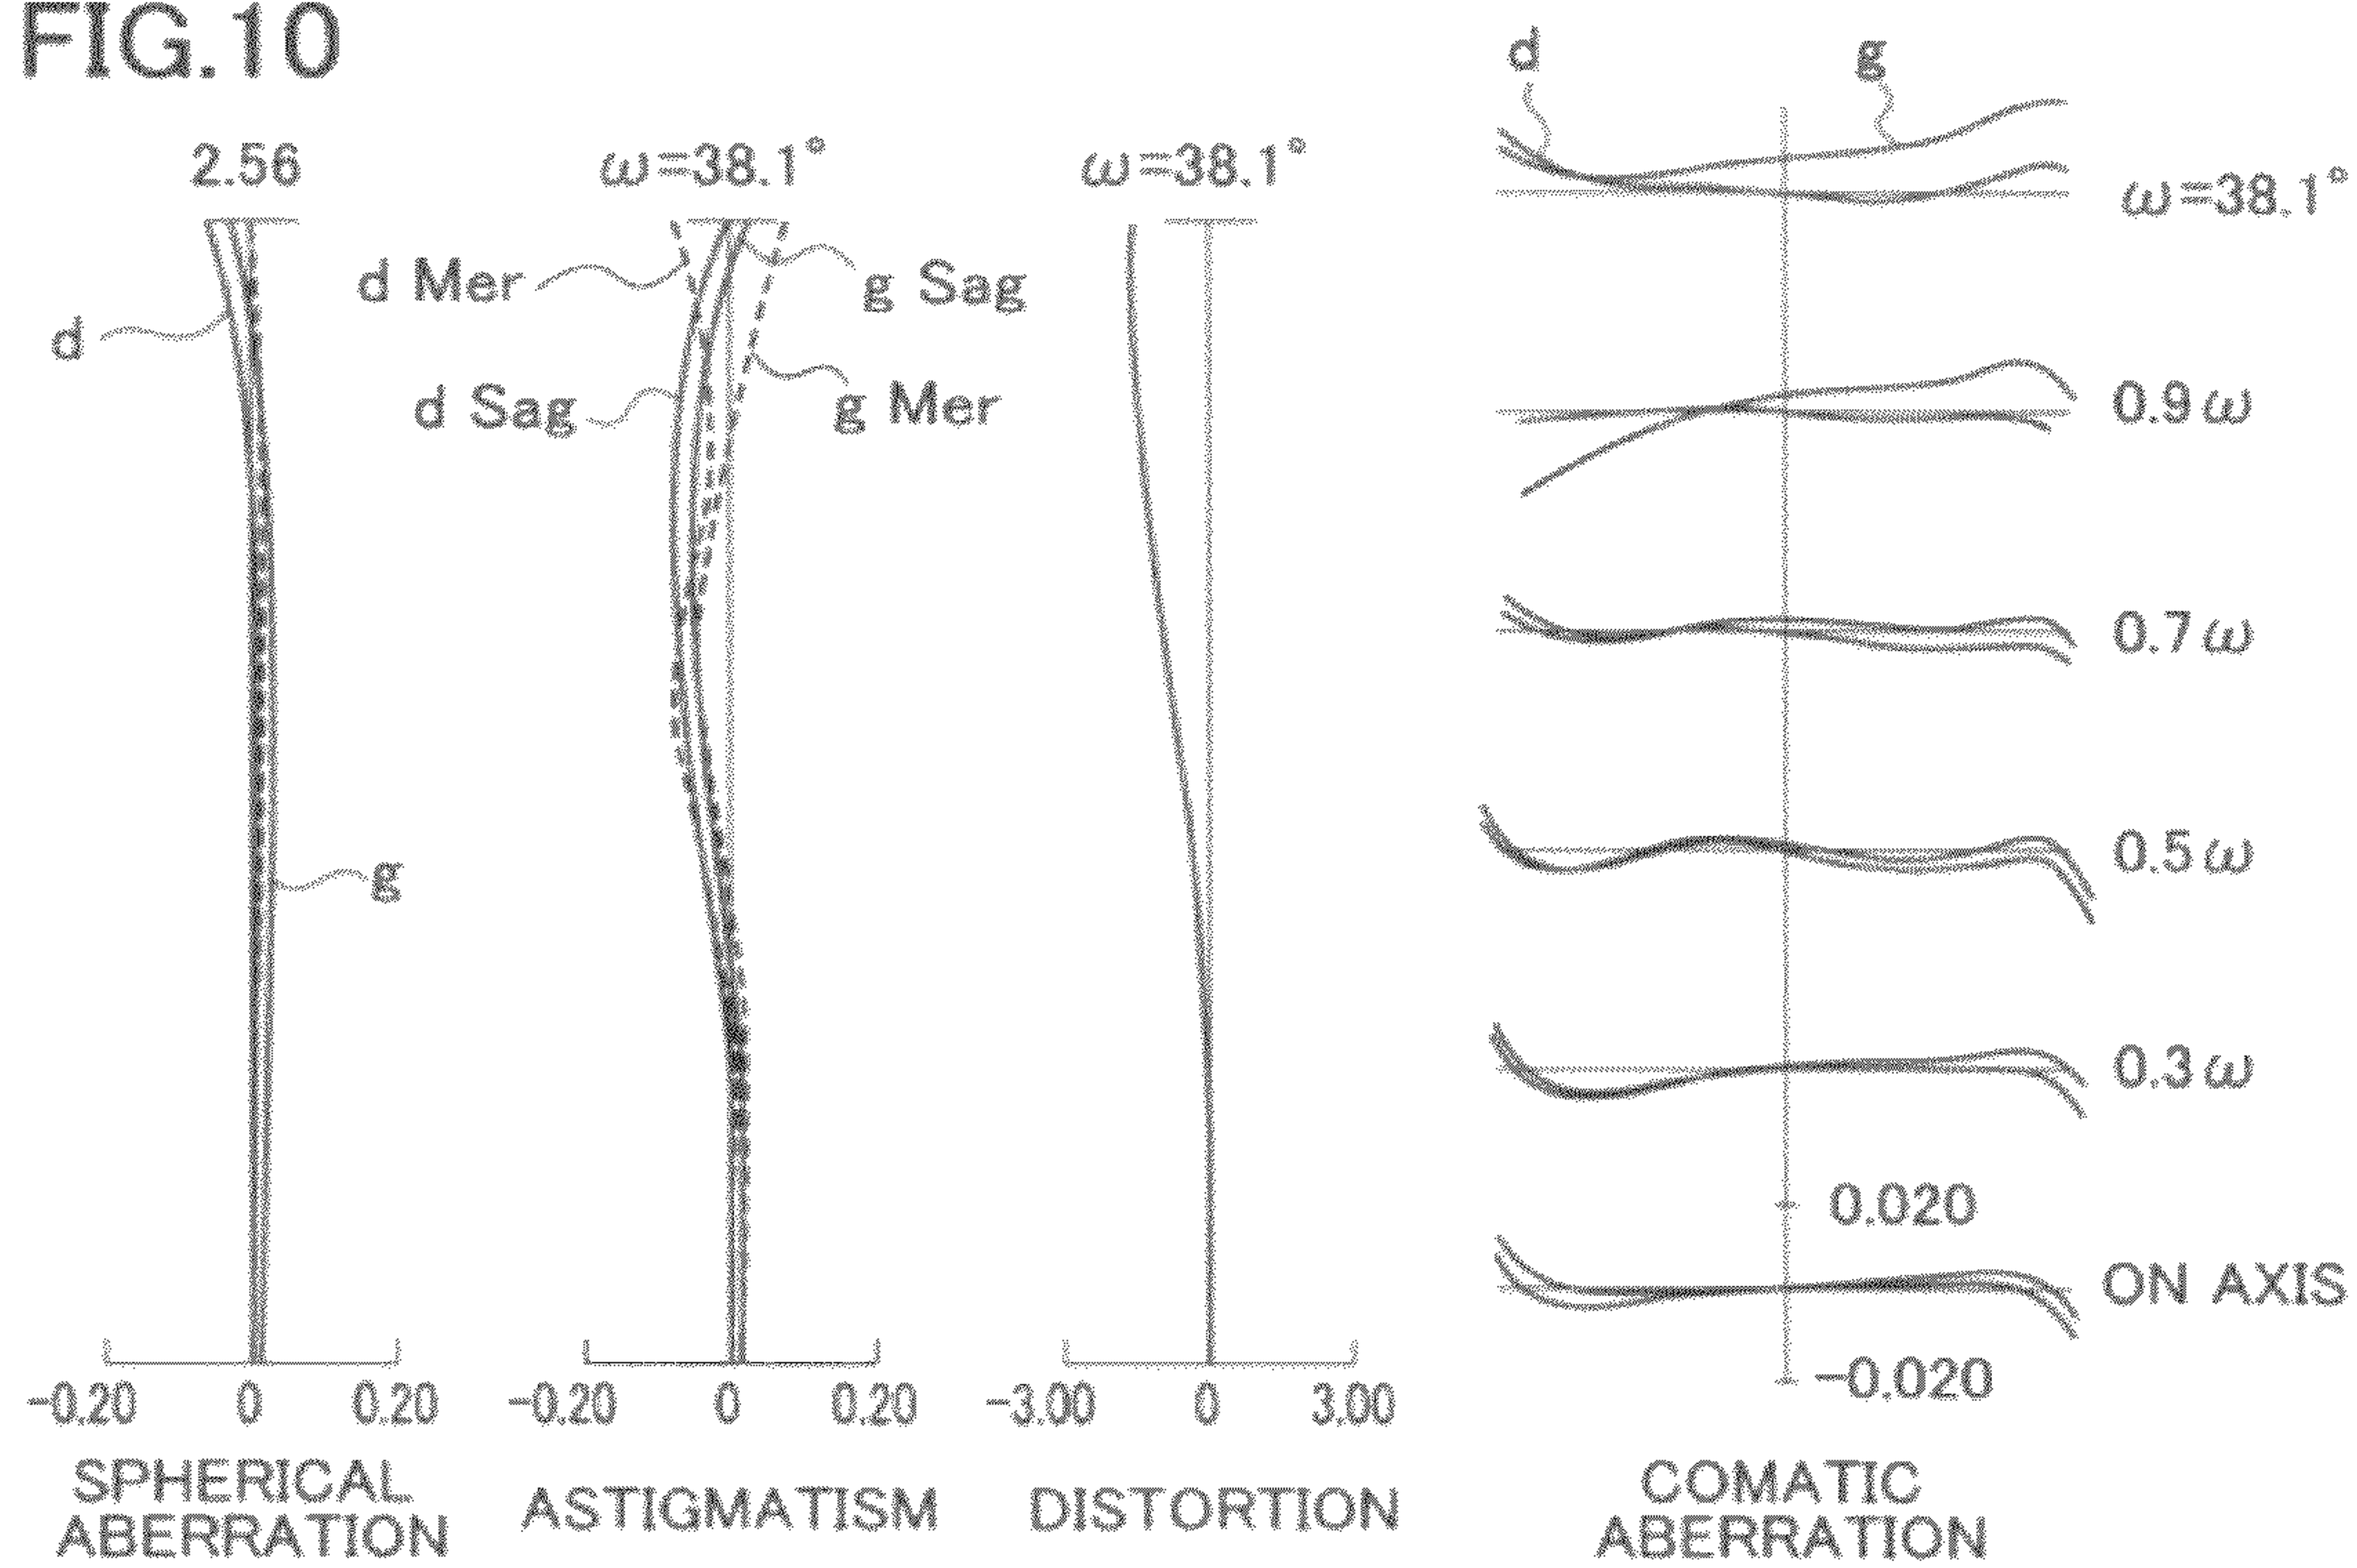 FIG.10
2.56
d
g
-0.20 0 0.20
SPHERICAL
ABERRATION
ω=38.1°
d Mer
g Sag
d Sag
g Mer
-0.20 0 0.20
ASTIGMATISM
ω=38.1°
-3.00 0 3.00
DISTORTION
d
g
ω=38.1°
0.9ω
0.7ω
0.5ω
0.3ω
0.020
ON AXIS
-0.020
COMATIC
ABERRATION